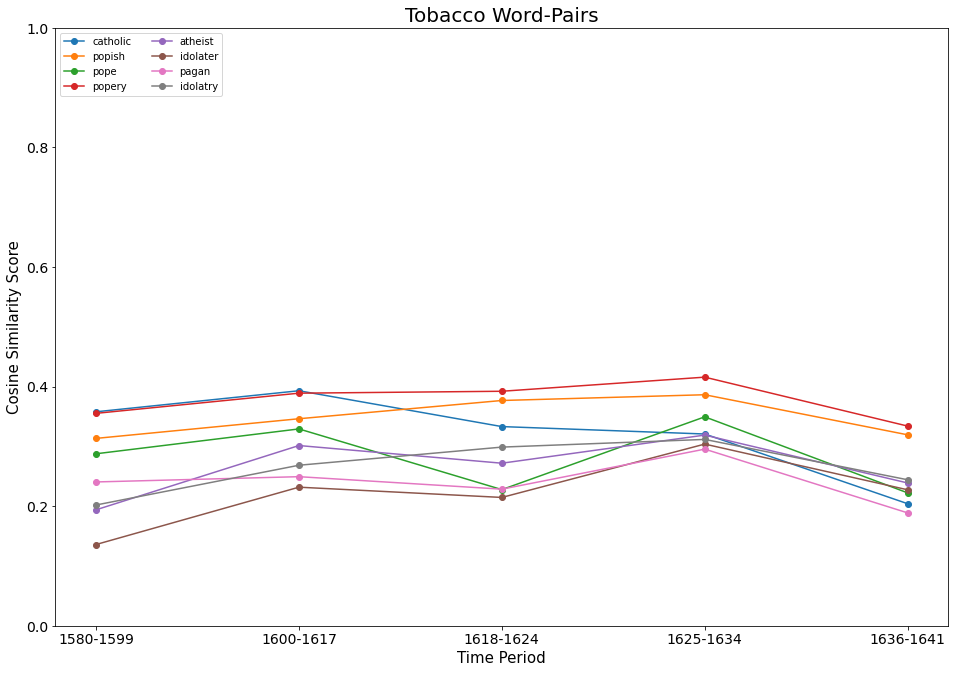 Tobacco Word-Pairs
1.0
0.8
0.6
0.4
0.2
0.0
Cosine Similarity Score
catholic
popish
pope
popery
atheist
idolater
pagan
idolatry
1580-1599
1600-1617
1618-1624
1625-1634
1636-1641
Time Period